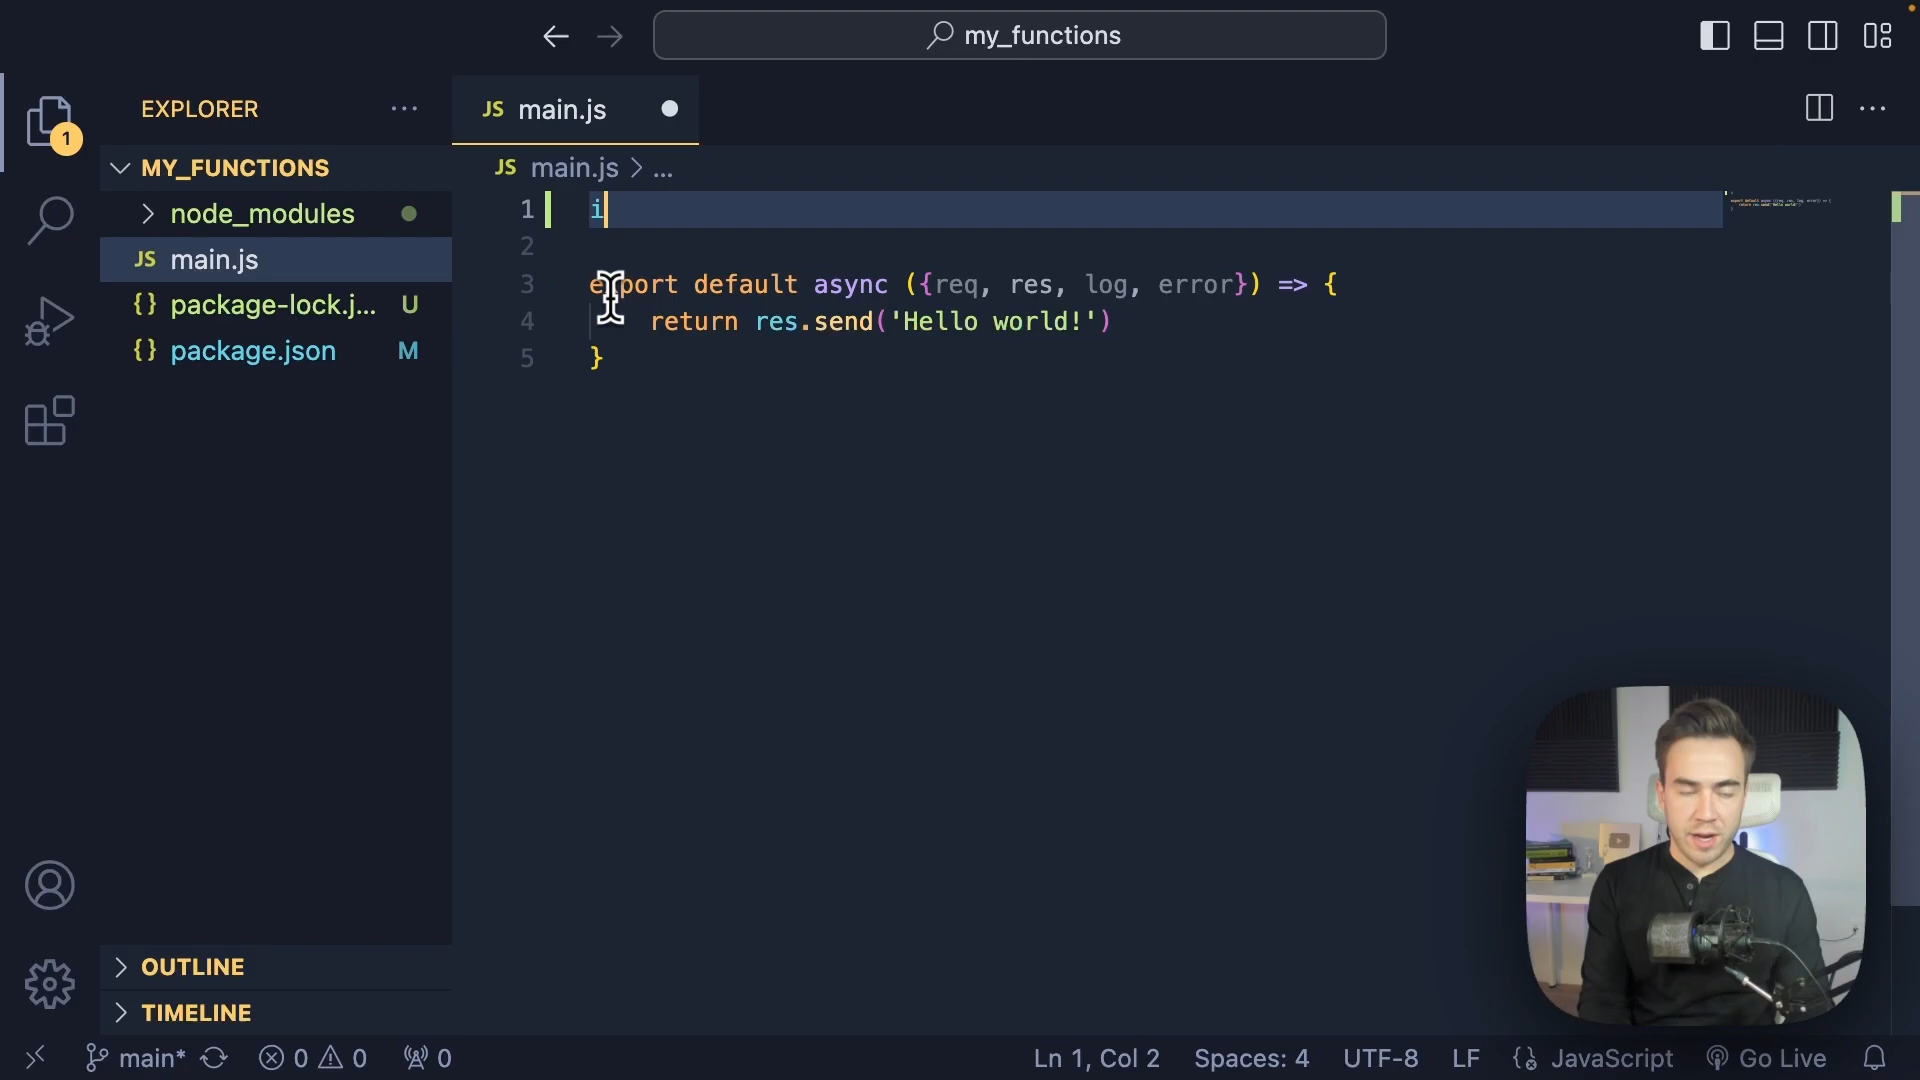 my_functions
EXPLORER ...
1
MY_FUNCTIONS
node_modules
JS main.js
{} package-lock.j... U
{} package.json M
OUTLINE
TIMELINE
JS main.js
JS main.js > ...
1 i
2
3 export default async ({req, res, log, error}) => {
4 return res.send('Hello world!')
5 }
main* 0 0 0
Ln 1, Col 2 Spaces: 4 UTF-8 LF JavaScript Go Live